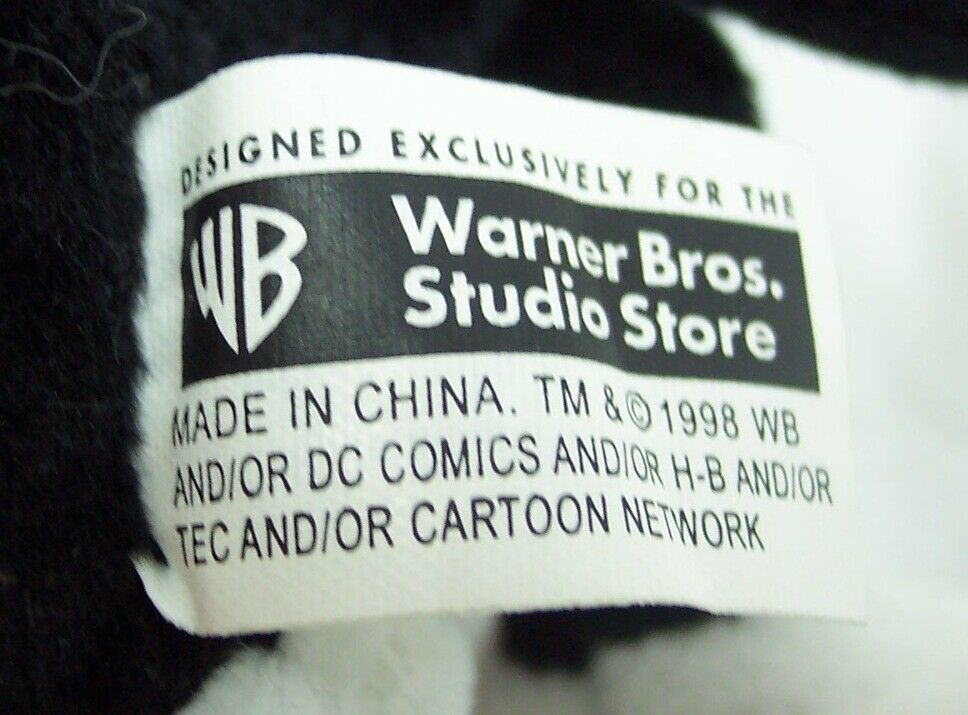 DESIGNED EXCLUSIVELY FOR THE
WB
Warner Bros.
Studio Store
MADE IN CHINA. TM & © 1998 WB
AND/OR DC COMICS AND/OR H-B AND/OR
TEC AND/OR CARTOON NETWORK